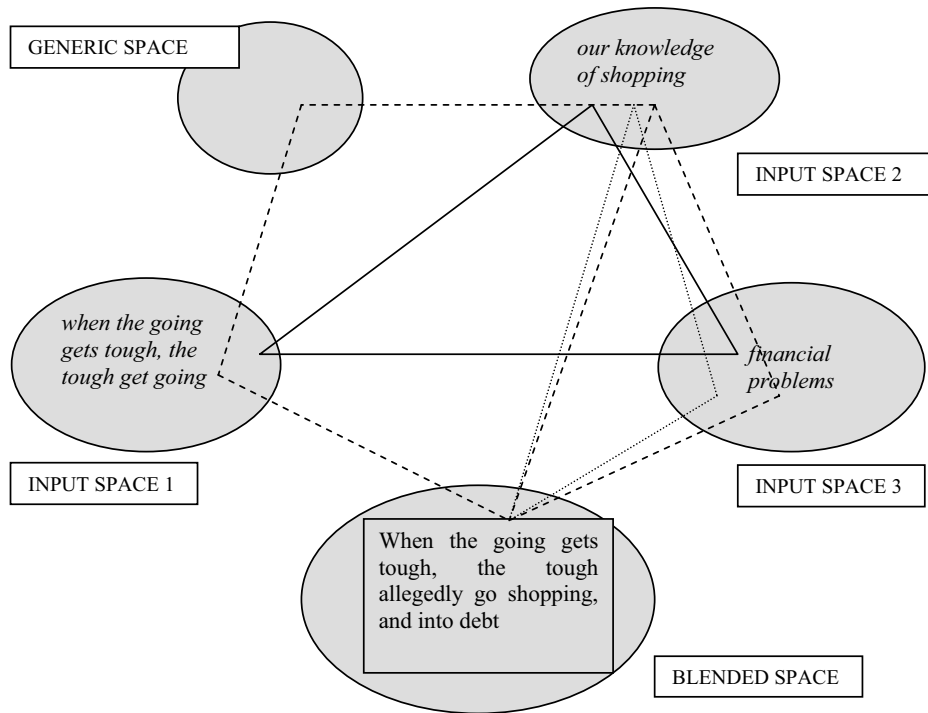 GENERIC SPACE
our knowledge
of shopping
INPUT SPACE 2
when the going
gets tough, the
tough get going
financial
problems
INPUT SPACE 1
INPUT SPACE 3
When the going gets
tough, the tough
allegedly go shopping,
and into debt
BLENDED SPACE